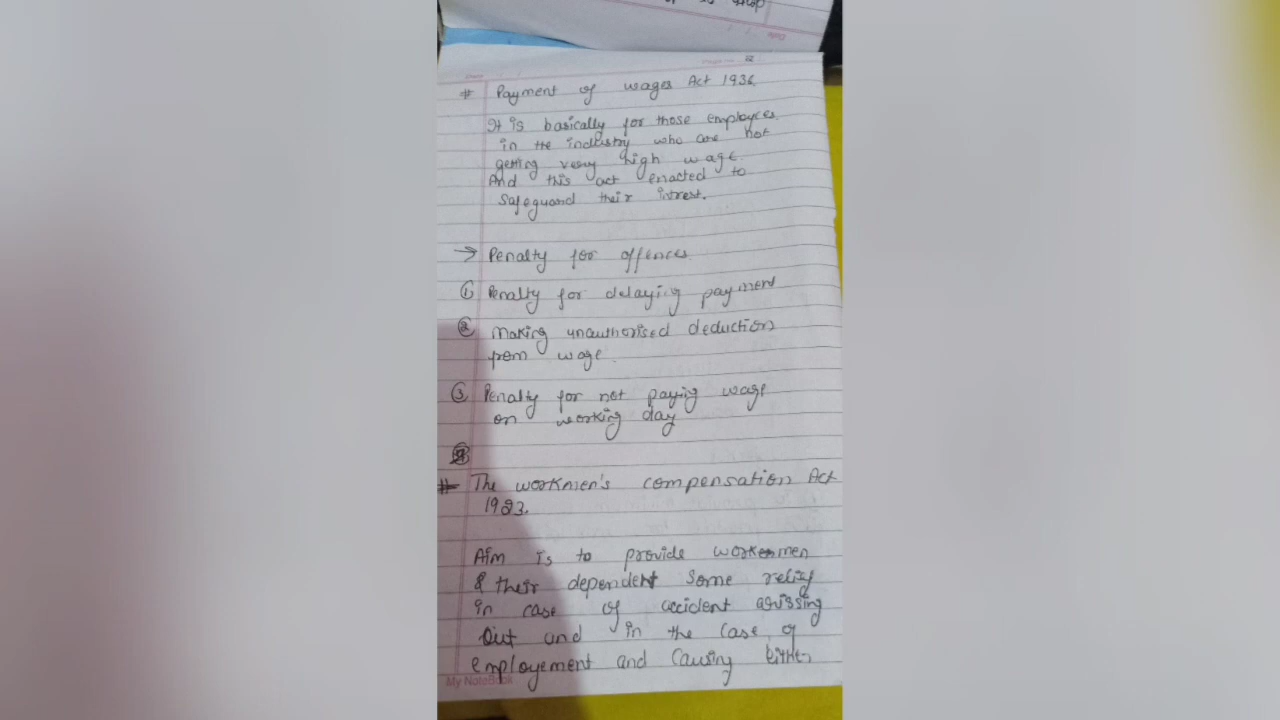 # Payment of wages Act 1936
It is basically for those employees
in the industry who are not
getting very high wage.
And this act enacted to
safeguard their intrest.
→ Penalty for offences
① Penalty for delaying payment
② Making unauthorised deduction
from wage.
③ Penalty for not paying wage
on working day
# The workmen's compensation Act
1923.
Aim is to provide workmen
& their dependent some relief
in case of accident arissing
Out and in the case of
employement and causing either
My NoteBook